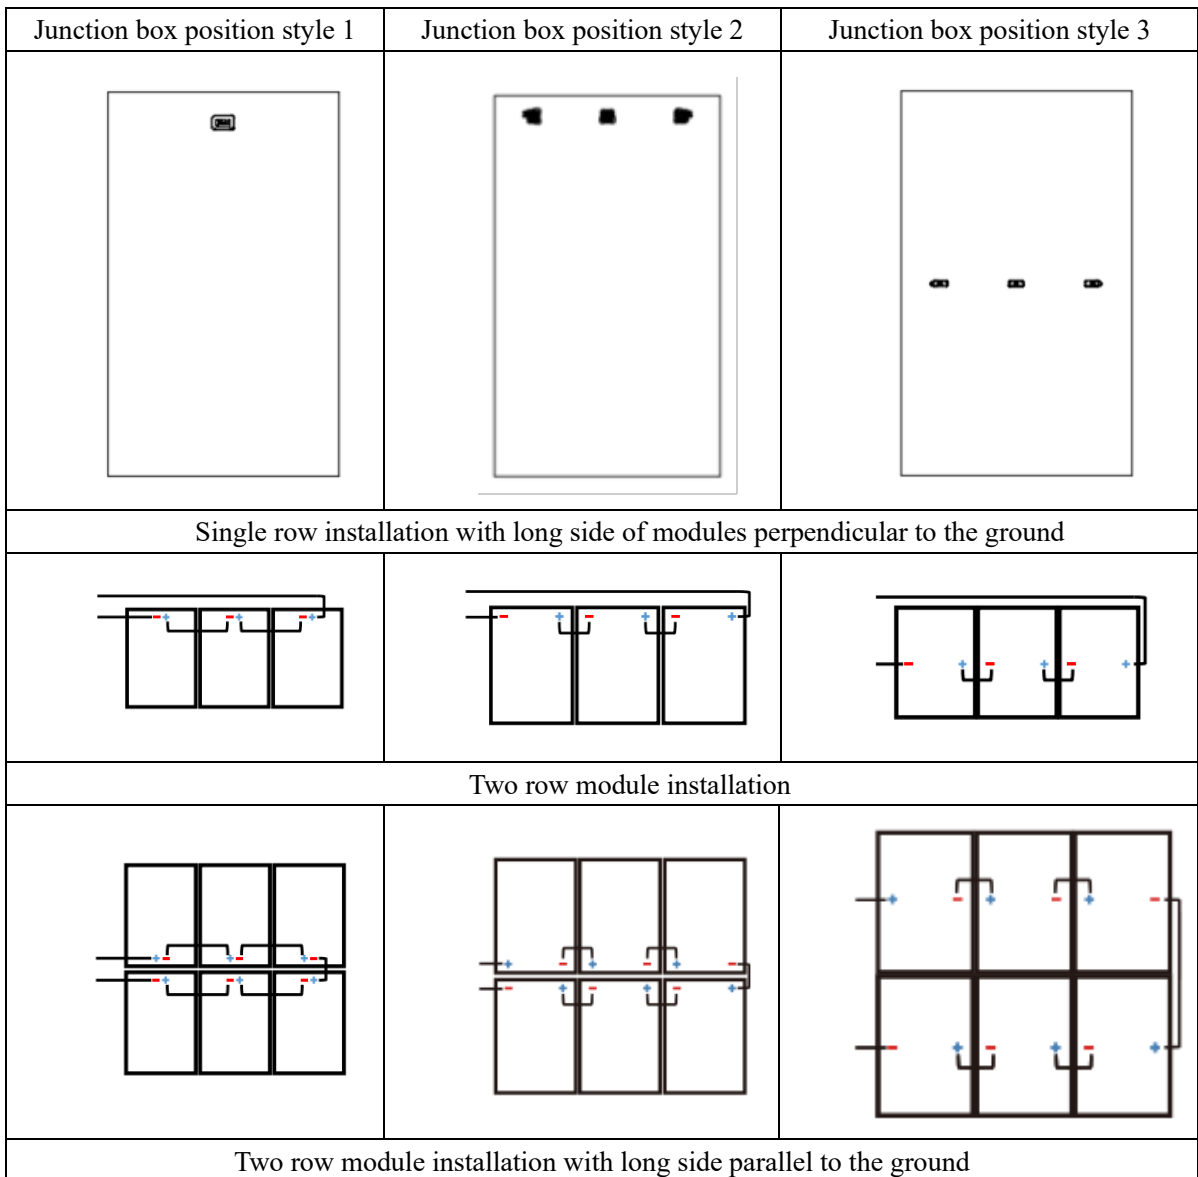 Junction box position style 1
Junction box position style 2
Junction box position style 3
Single row installation with long side of modules perpendicular to the ground
- + - + - +
- + - + - +
- + - + - +
Two row module installation
+ - + - + -
- + - + - +
+ - + - + -
- + - + - +
+ - + - + -
- + - + - +
Two row module installation with long side parallel to the ground